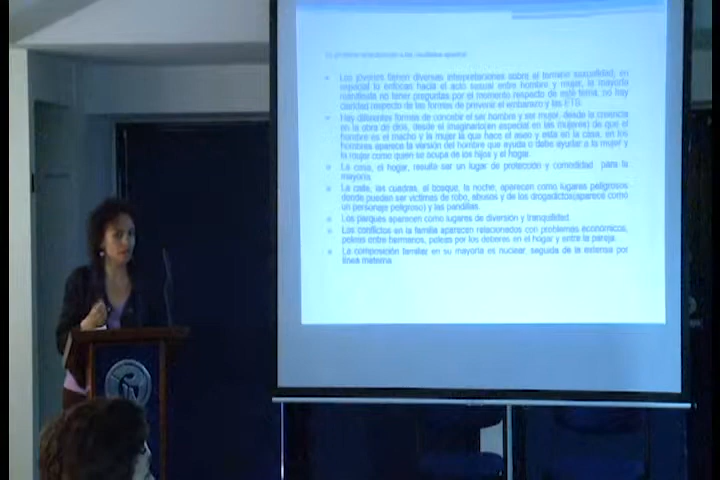 Los jóvenes tienen diversas interpretaciones sobre el termino sexualidad, en
especial lo enfocan hacia el acto sexual entre hombre y mujer, la mayoría
manifiesta no tener preguntas por el momento respecto de este tema, no hay
claridad respecto de las formas de prevenir el embarazo y las ETS.
Hay diferentes formas de concebir el ser hombre y ser mujer, desde la creencia
en la obra de dios, desde el imaginario(en especial en las mujeres) de que el
hombre es el macho y la mujer la que hace el aseo y esta en la casa, en los
hombres aparece la versión del hombre que ayuda o debe ayudar a la mujer y
la mujer como quien se ocupa de los hijos y el hogar.
La casa, el hogar, resulta ser un lugar de protección y comodidad para la
mayoría.
La calle, las cuadras, el bosque, la noche, aparecen como lugares peligrosos
donde pueden ser victimas de robo, abusos y de los drogadictos(aparece como
un personaje peligroso) y las pandillas.
Los parques aparecen como lugares de diversión y tranquilidad.
Los conflictos en la familia aparecen relacionados con problemas económicos,
peleas entre hermanos, peleas por los deberes en el hogar y entre la pareja.
La composición familiar en su mayoría es nuclear, seguida de la extensa por
línea materna